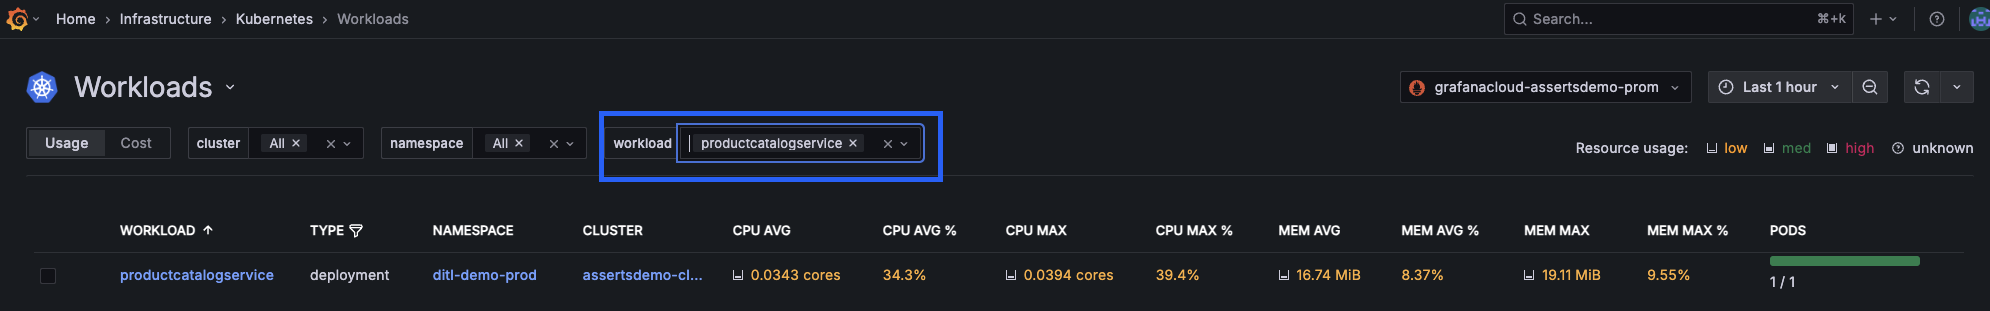 Home > Infrastructure > Kubernetes > Workloads
Search... ⌘+k
Workloads
grafanacloud-assertsdemo-prom
Last 1 hour
Usage Cost cluster All × namespace All × workload productcatalogservice ×
Resource usage: low med high unknown
WORKLOAD ↑ TYPE NAMESPACE CLUSTER CPU AVG CPU AVG % CPU MAX CPU MAX % MEM AVG MEM AVG % MEM MAX MEM MAX % PODS
productcatalogservice deployment ditl-demo-prod assertsdemo-cl... 0.0343 cores 34.3% 0.0394 cores 39.4% 16.74 MiB 8.37% 19.11 MiB 9.55%
1 / 1